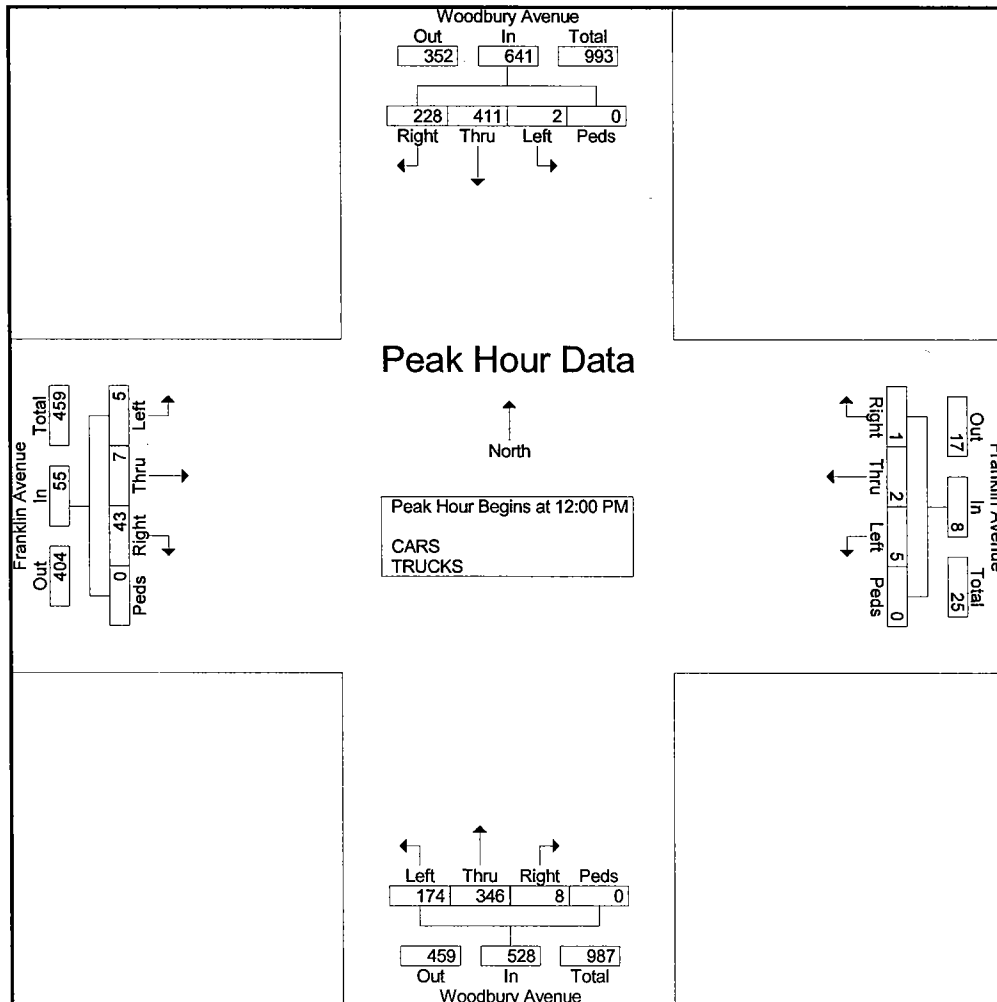 Woodbury Avenue
Out In Total
352 641 993
228 411 2 0
Right Thru Left Peds
Peak Hour Data
North
Peak Hour Begins at 12:00 PM
CARS
TRUCKS
Franklin Avenue
Out In Total
404 55 459
5 7 43 0
Left Thru Right Peds
Franklin Avenue
Out In Total
17 8 25
1 2 5 0
Right Thru Left Peds
Left Thru Right Peds
174 346 8 0
459 528 987
Out In Total
Woodbury Avenue